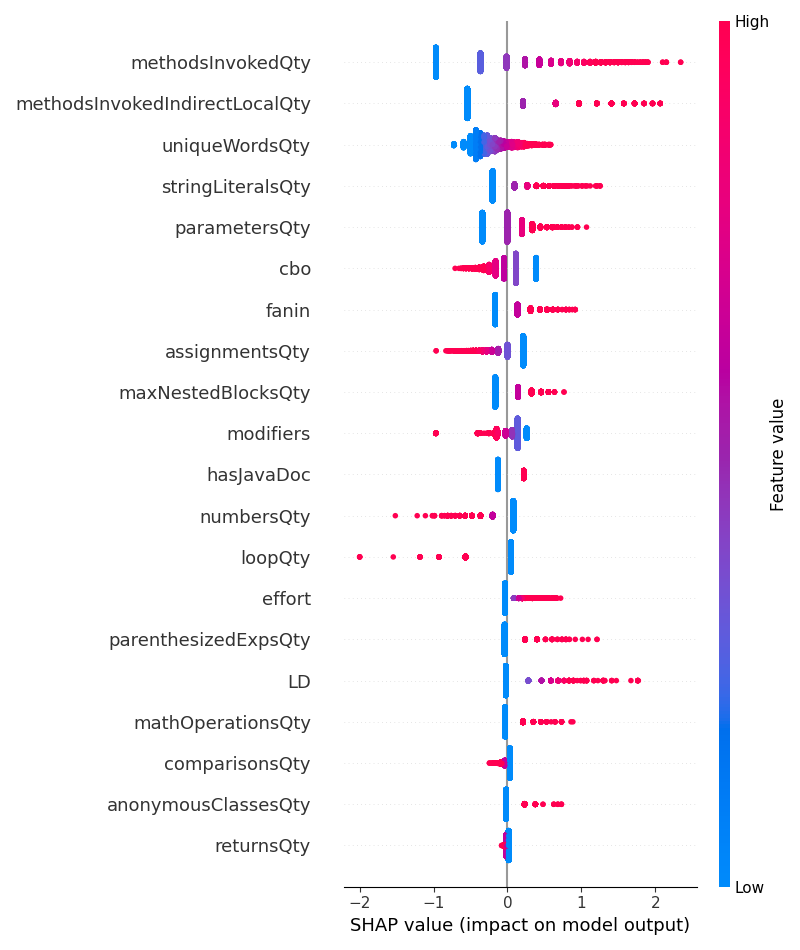 High
methodsInvokedQty
methodsInvokedIndirectLocalQty
uniqueWordsQty
stringLiteralsQty
parametersQty
cbo
fanin
assignmentsQty
maxNestedBlocksQty
modifiers
hasJavaDoc
numbersQty
loopQty
effort
parenthesizedExpsQty
LD
mathOperationsQty
comparisonsQty
anonymousClassesQty
returnsQty
Feature value
Low
−2 −1 0 1 2
SHAP value (impact on model output)